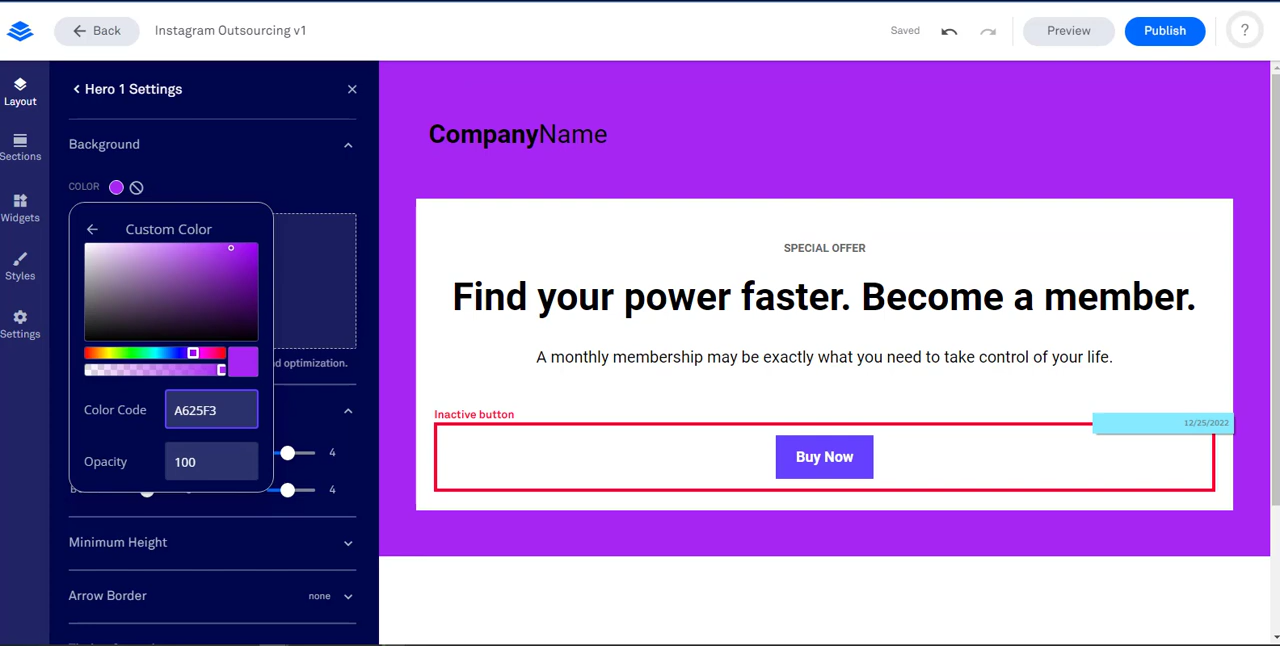 Back
Instagram Outsourcing v1
Saved
Preview
Publish
?
Layout
Sections
Widgets
Styles
Settings
Hero 1 Settings
Background
COLOR
Custom Color
d optimization.
Color Code
A625F3
Opacity
100
4
4
Minimum Height
Arrow Border
none
CompanyName
SPECIAL OFFER
Find your power faster. Become a member.
A monthly membership may be exactly what you need to take control of your life.
Inactive button
12/25/2022
Buy Now